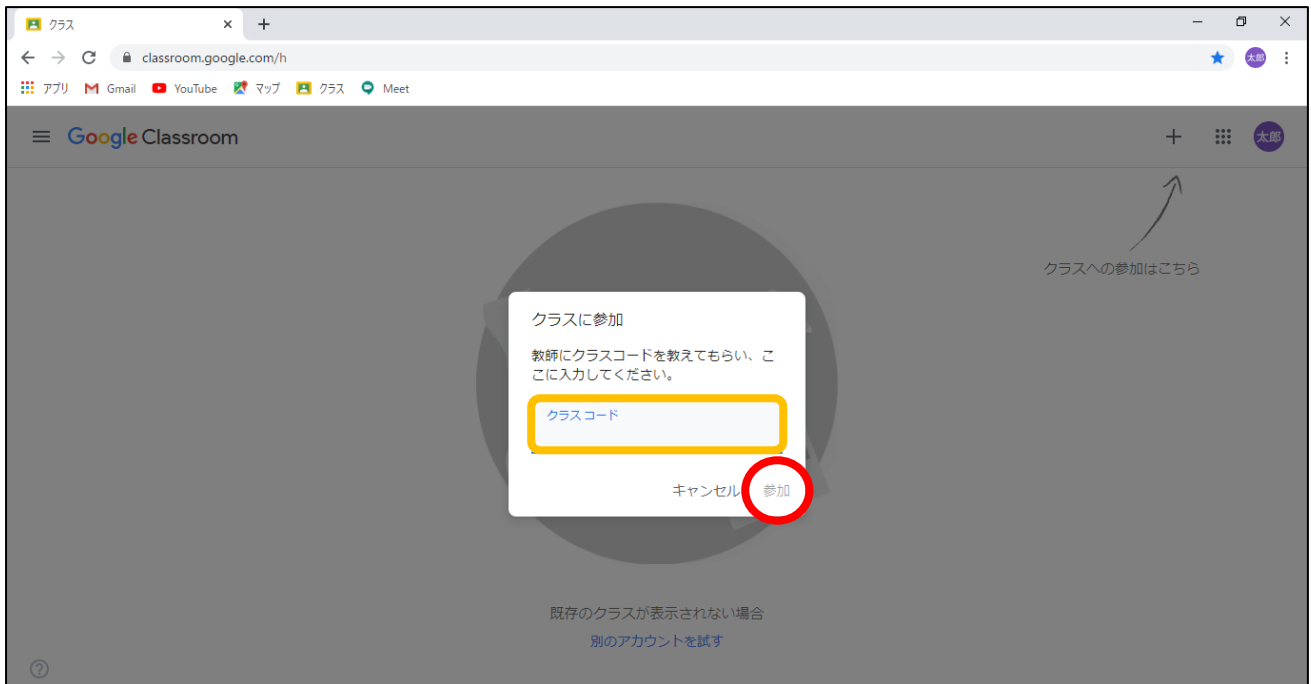 クラス
classroom.google.com/h
太郎
アプリ Gmail YouTube マップ クラス Meet
Google Classroom
太郎
クラスへの参加はこちら
クラスに参加
教師にクラスコードを教えてもらい、こ
こに入力してください。
クラス コード
キャンセル 参加
既存のクラスが表示されない場合
別のアカウントを試す